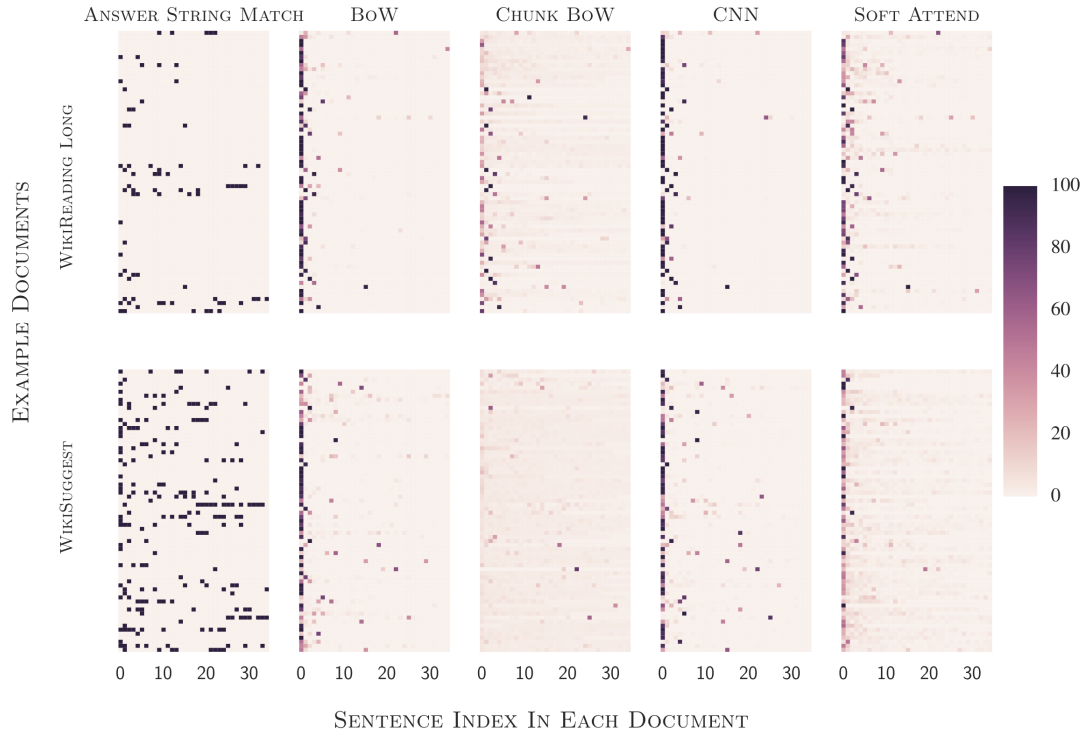 ANSWER STRING MATCH
BOW
CHUNK BOW
CNN
SOFT ATTEND
EXAMPLE DOCUMENTS
WIKIREADING LONG
WIKISUGGEST
100
80
60
40
20
0
0 10 20 30
0 10 20 30
0 10 20 30
0 10 20 30
0 10 20 30
SENTENCE INDEX IN EACH DOCUMENT